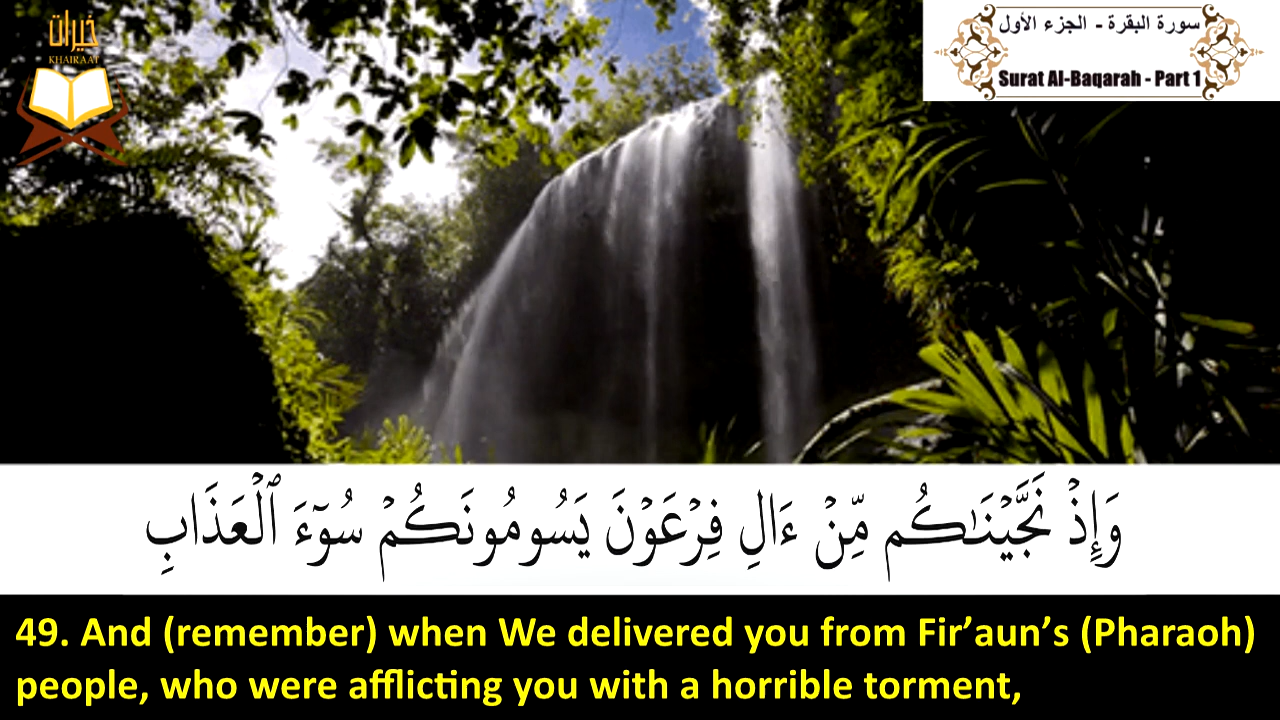 خيرات
KHAIRAAT
سورة البقرة - الجزء الأول
Surat Al-Baqarah - Part 1
وَإِذْ نَجَّيْنَـٰكُم مِّنْ ءَالِ فِرْعَوْنَ يَسُومُونَكُمْ سُوٓءَ ٱلْعَذَابِ
49. And (remember) when We delivered you from Fir’aun’s (Pharaoh)
people, who were afflicting you with a horrible torment,